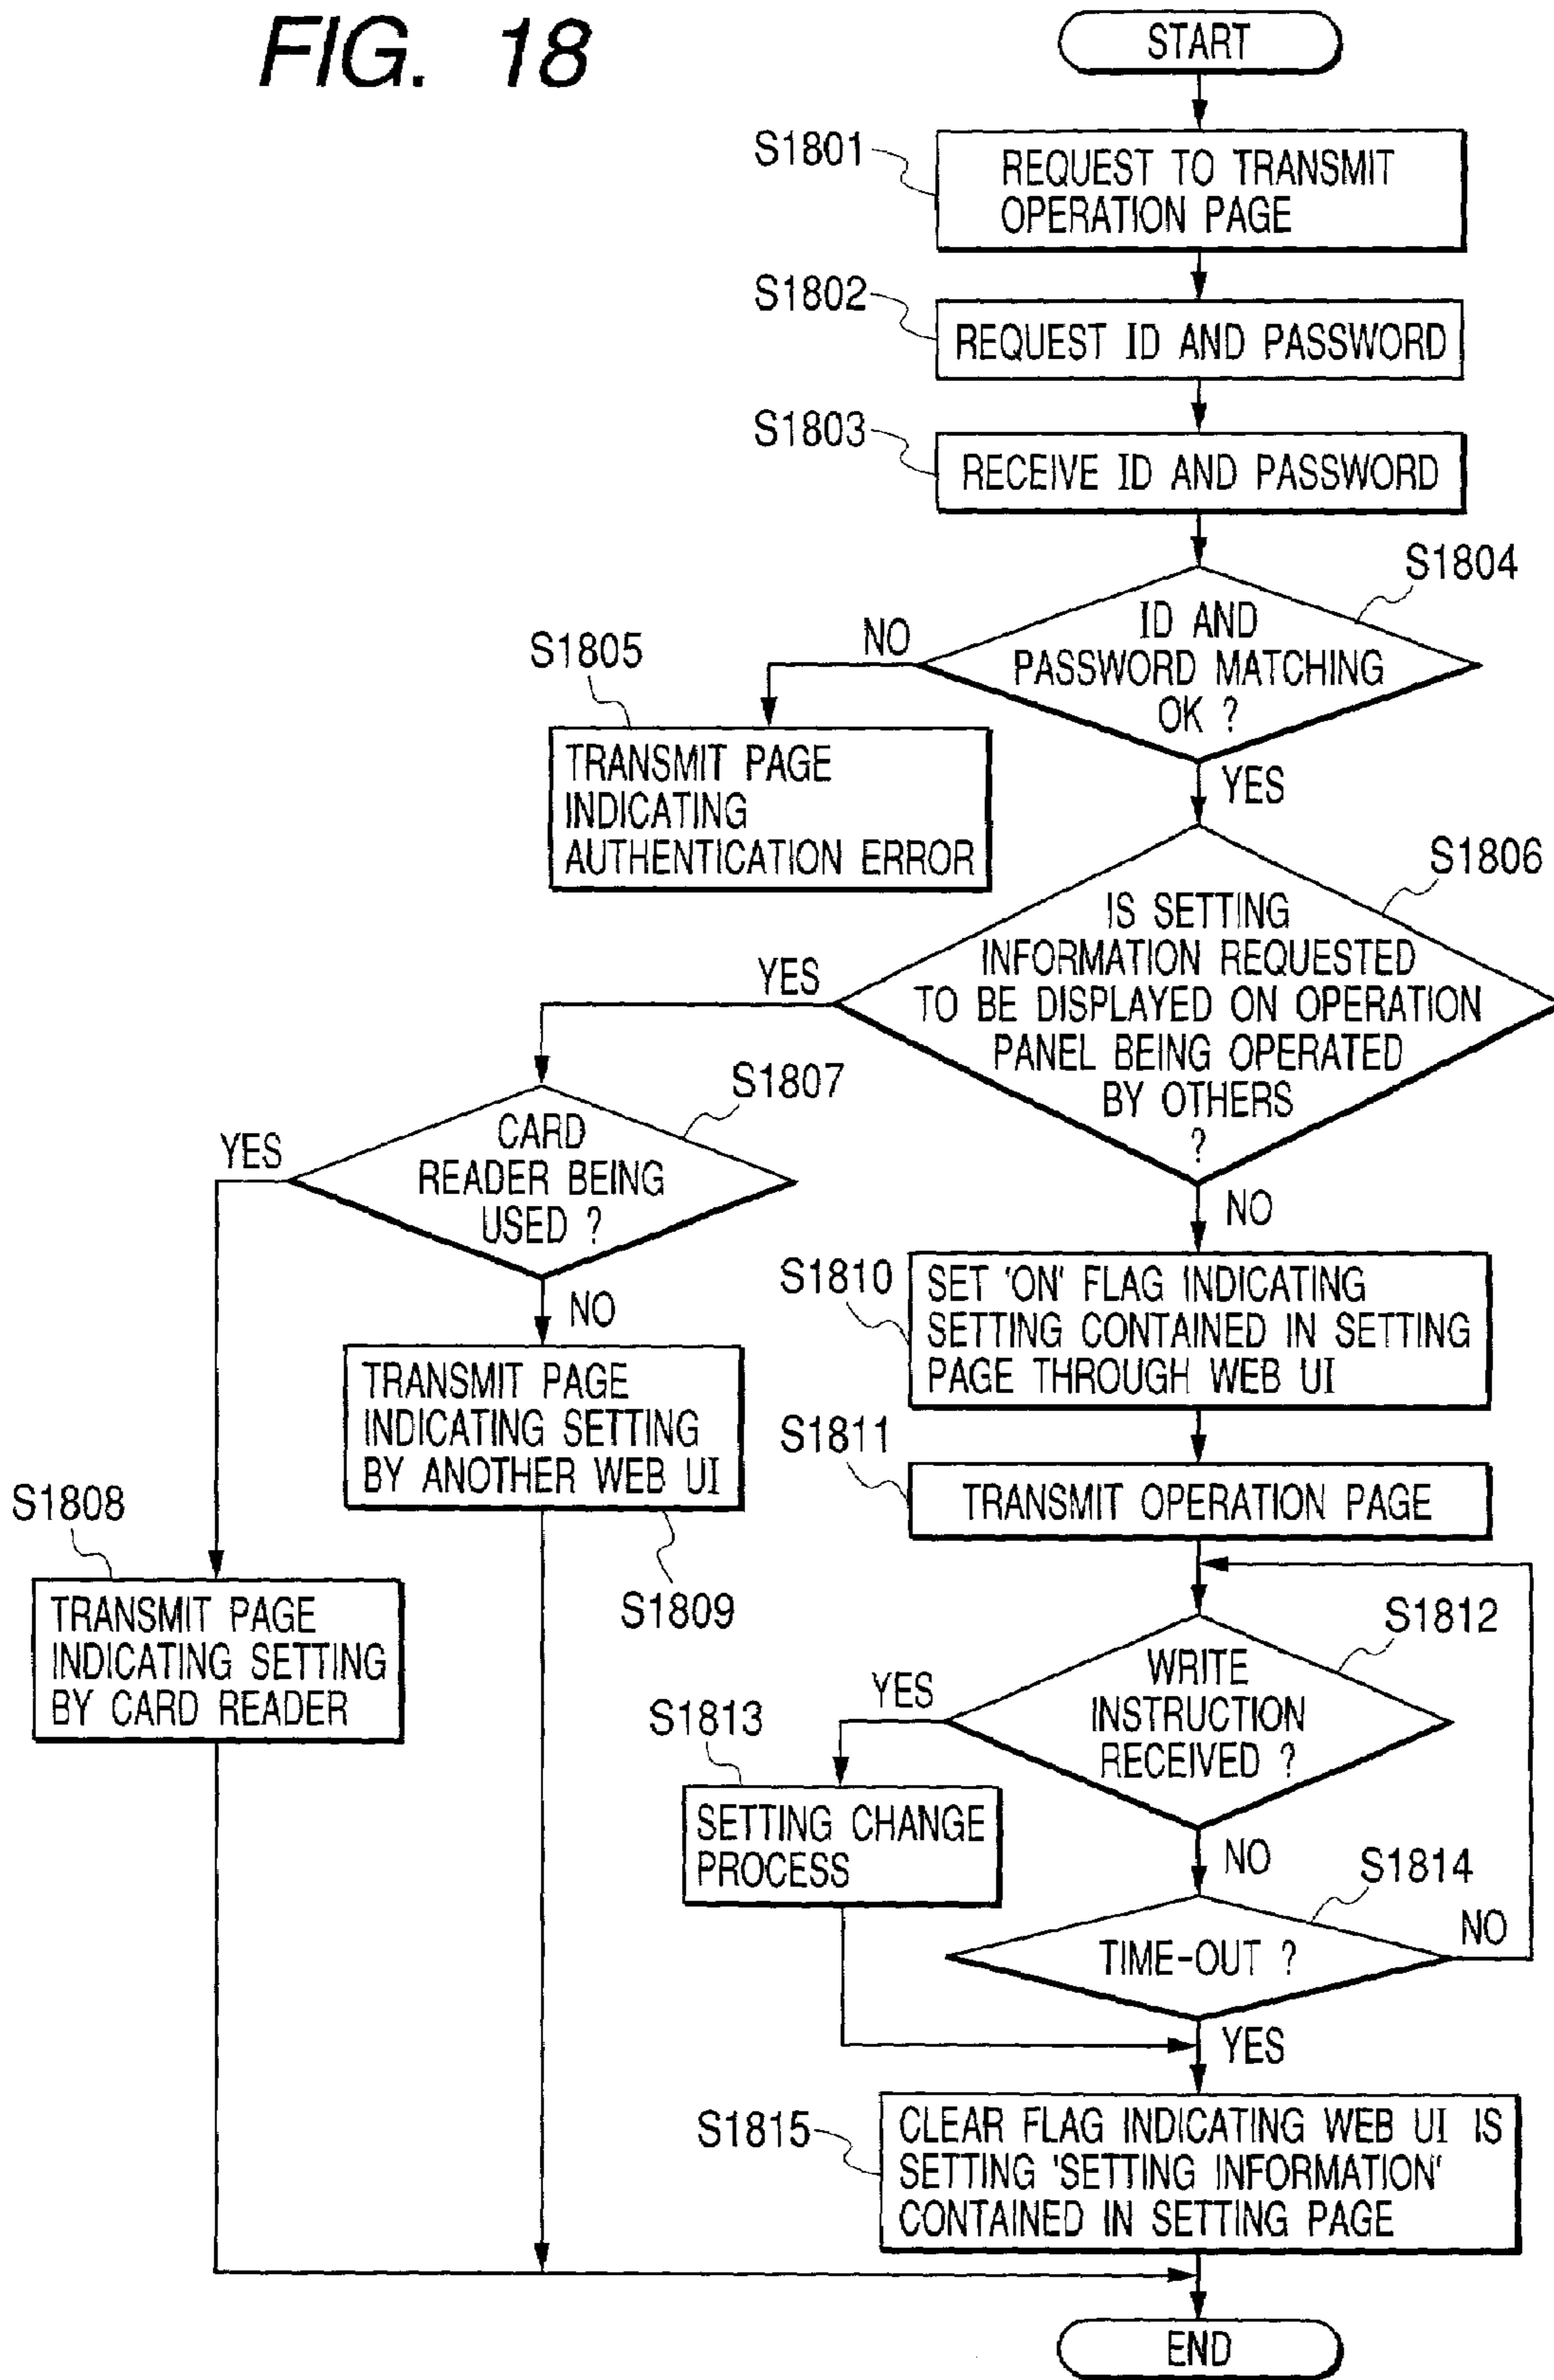 FIG. 18
START
S1801
REQUEST TO TRANSMIT
OPERATION PAGE
S1802
REQUEST ID AND PASSWORD
S1803
RECEIVE ID AND PASSWORD
S1804
ID AND
PASSWORD MATCHING
OK ?
NO
YES
S1805
TRANSMIT PAGE
INDICATING
AUTHENTICATION ERROR
S1806
IS SETTING
INFORMATION REQUESTED
TO BE DISPLAYED ON OPERATION
PANEL BEING OPERATED
BY OTHERS
?
YES
NO
S1807
CARD
READER BEING
USED ?
YES
NO
S1810
SET 'ON' FLAG INDICATING
SETTING CONTAINED IN SETTING
PAGE THROUGH WEB UI
TRANSMIT PAGE
INDICATING SETTING
BY ANOTHER WEB UI
S1809
S1811
TRANSMIT OPERATION PAGE
S1808
TRANSMIT PAGE
INDICATING SETTING
BY CARD READER
S1812
WRITE
INSTRUCTION
RECEIVED ?
YES
NO
S1813
SETTING CHANGE
PROCESS
S1814
TIME-OUT ?
NO
YES
S1815
CLEAR FLAG INDICATING WEB UI IS
SETTING 'SETTING INFORMATION'
CONTAINED IN SETTING PAGE
END